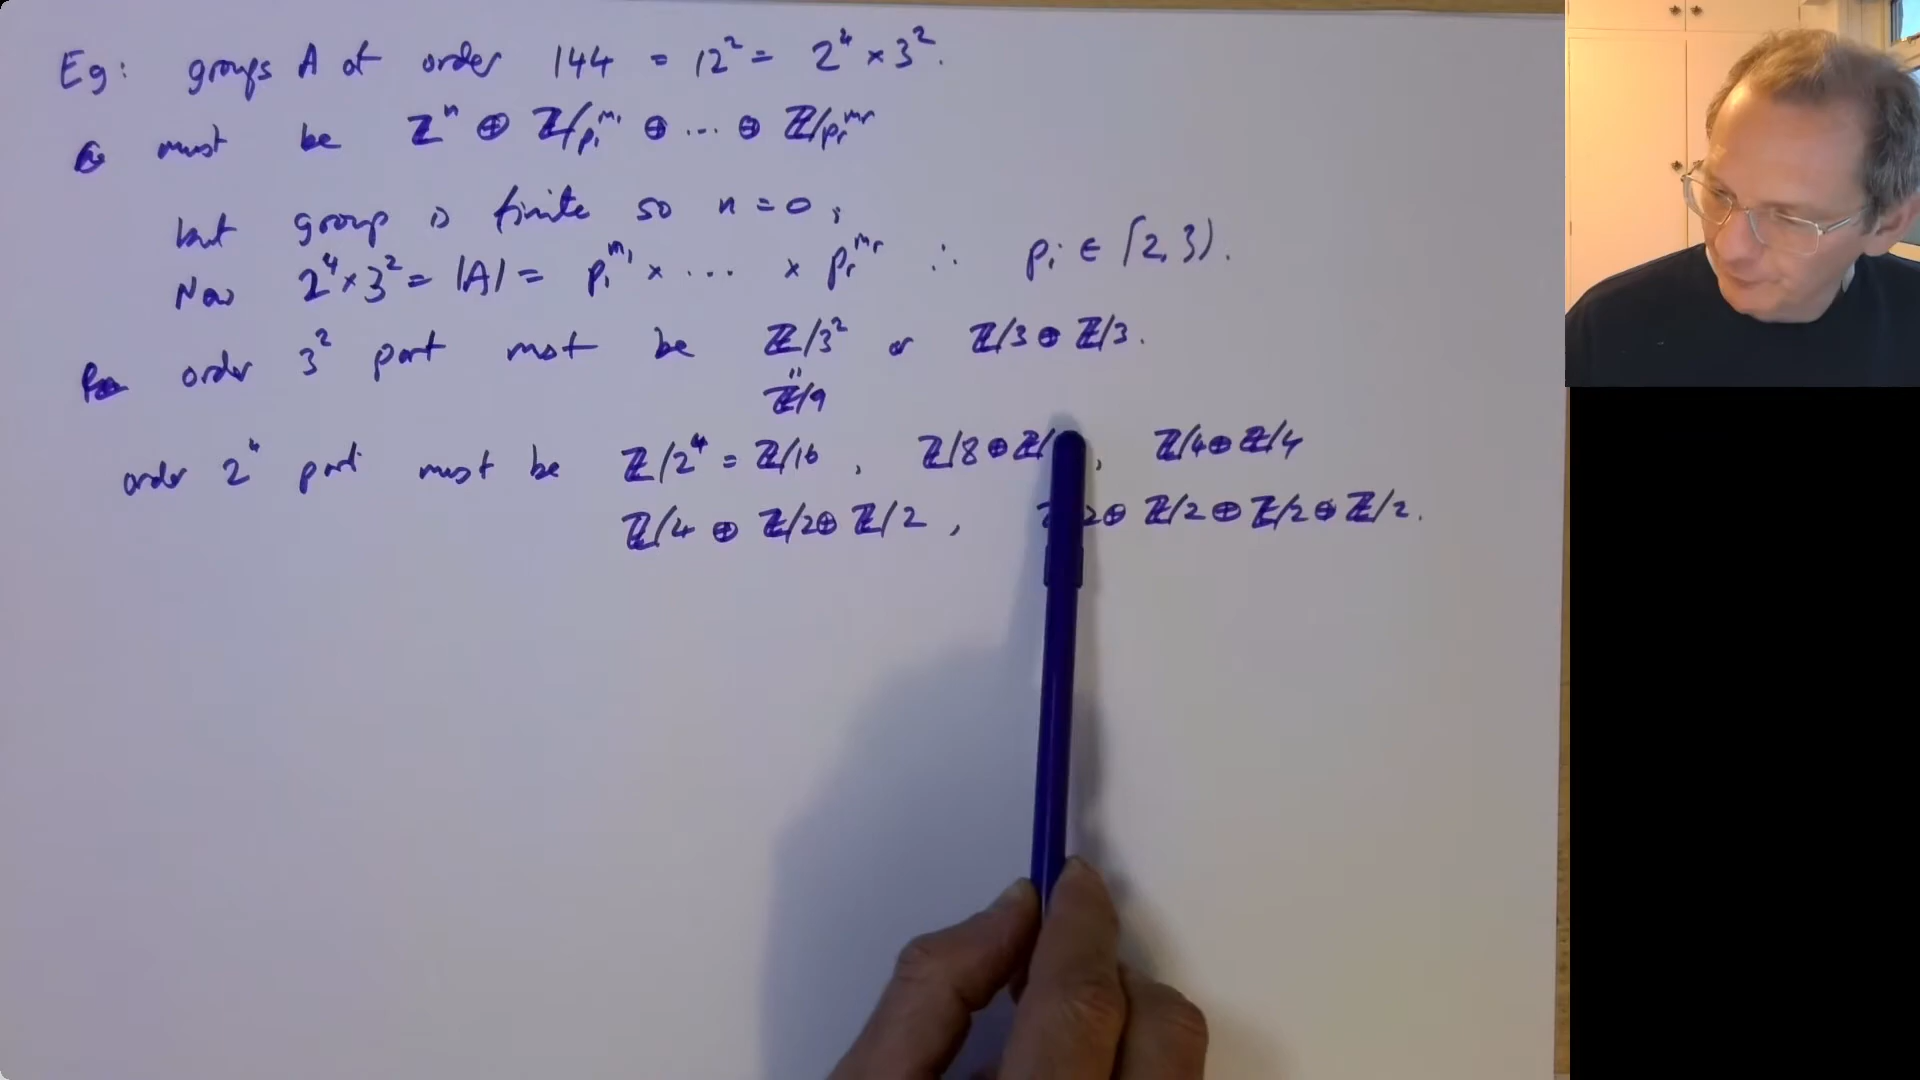 Eg: groups A of order 144 = 12² = 2⁴ × 3².
must be ℤⁿ ⊕ ℤ/p₁^m₁ ⊕ ... ⊕ ℤ/pᵣ^mᵣ
but group is finite so n = 0,
Now 2⁴ × 3² = |A| = p₁^m₁ × ... × pᵣ^mᵣ ∴ pᵢ ∈ {2,3}.
order 3² part must be ℤ/3² or ℤ/3 ⊕ ℤ/3.
" ℤ/9
order 2⁴ part must be ℤ/2⁴ = ℤ/16 , ℤ/8 ⊕ ℤ/ , ℤ/4 ⊕ ℤ/4
ℤ/4 ⊕ ℤ/2 ⊕ ℤ/2 , 2 ⊕ ℤ/2 ⊕ ℤ/2 ⊕ ℤ/2.